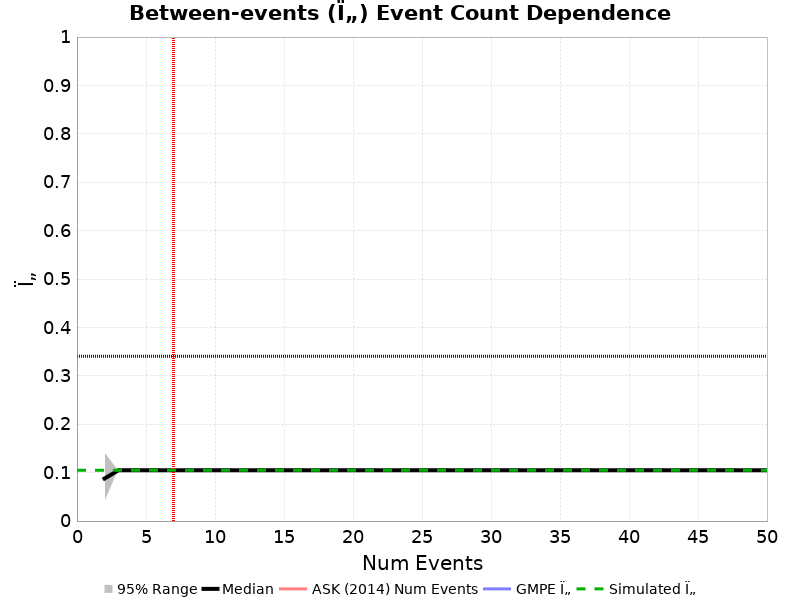 Between-events (Ï„) Event Count Dependence
1
0.9
0.8
0.7
0.6
0.5
0.4
0.3
0.2
0.1
0
Ï„
0 5 10 15 20 25 30 35 40 45 50
Num Events
95% Range Median ASK (2014) Num Events GMPE Ï„ Simulated Ï„